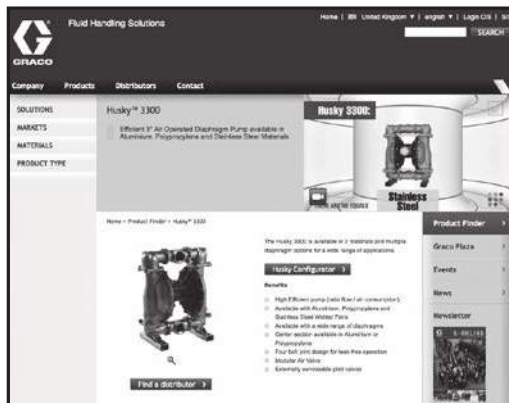 Fluid Handling Solutions
Home | United Kingdom ▼ | english ▼ | Login
SEARCH
GRACO
Company Products Distributors Contact
SOLUTIONS
MARKETS
MATERIALS
PRODUCT TYPE
Husky™ 3300
Efficient 3" Air Operated Diaphragm Pump available in
Aluminium, Polypropylene and Stainless Steel Materials
Husky 3300:
Stainless
Steel
Home > Product Finder > Husky™ 3300
The Husky 3300 is available in 3 materials and multiple
diaphragm options for a wide range of applications.
Husky Configurator >
Benefits
High Efficient pump (ratio flow / air consumption)
Available with Aluminium, Polypropylene and
Stainless Steel Wetted Parts
Available with a wide range of diaphragms
Center section available in Aluminium or
Polypropylene
Four bolt joint design for leak free operation
Modular Air Valve
Externally serviceable pilot valves
Find a distributor >
Product Finder >
Graco Plaza >
Events >
News >
Newsletter
G